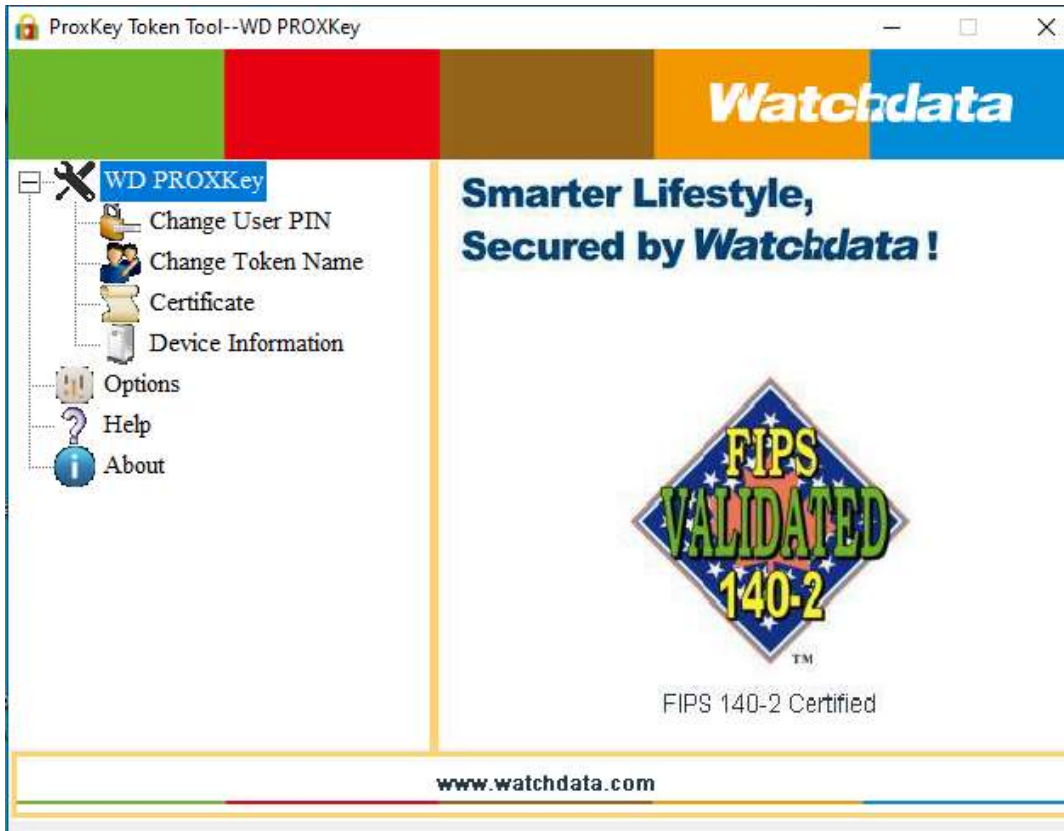 ProxKey Token Tool--WD PROXKey
Watchdata
WD PROXKey
Change User PIN
Change Token Name
Certificate
Device Information
Options
Help
About
Smarter Lifestyle,
Secured by Watchdata !
FIPS
VALIDATED
140-2
TM
FIPS 140-2 Certified
www.watchdata.com